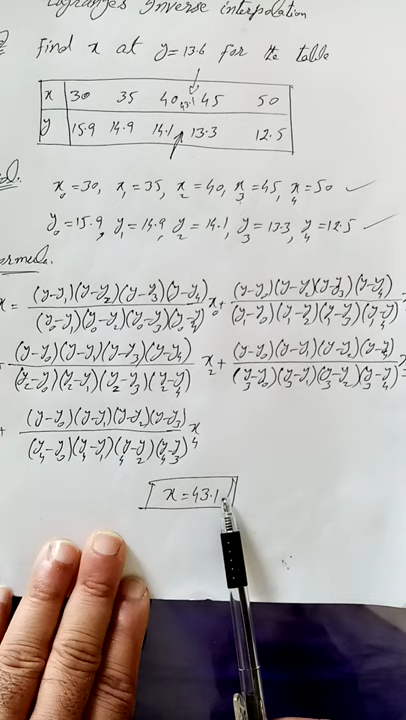 Lagranges Inverse interpolation
Find x at y=13.6 for the table
x 30 35 40 43.1 45 50
y 15.9 14.9 14.1 13.3 12.5
x₀=30, x₁=35, x₂=40, x₃=45, x₄=50
y₀=15.9, y₁=14.9, y₂=14.1, y₃=13.3, y₄=12.5
x = (y-y₁)(y-y₂)(y-y₃)(y-y₄) / (y₀-y₁)(y₀-y₂)(y₀-y₃)(y₀-y₄) x₀ + (y-y₀)(y-y₂)(y-y₃)(y-y₄) / (y₁-y₀)(y₁-y₂)(y₁-y₃)(y₁-y₄)
+ (y-y₀)(y-y₁)(y-y₃)(y-y₄) / (y₂-y₀)(y₂-y₁)(y₂-y₃)(y₂-y₄) x₂ + (y-y₀)(y-y₁)(y-y₂)(y-y₄) / (y₃-y₀)(y₃-y₁)(y₃-y₂)(y₃-y₄)
+ (y-y₀)(y-y₁)(y-y₂)(y-y₃) / (y₄-y₀)(y₄-y₁)(y₄-y₂)(y₄-y₃) x₄
x = 43.1